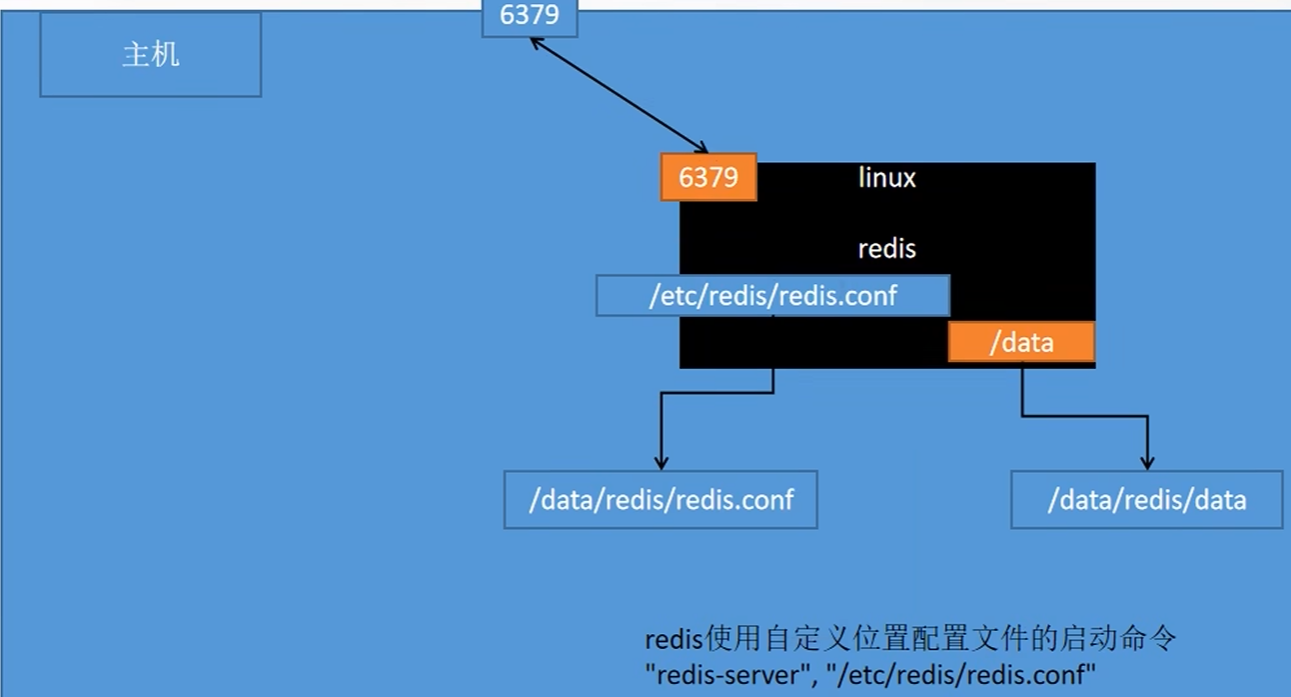 6379
主机
6379
linux
redis
/etc/redis/redis.conf
/data
/data/redis/redis.conf
/data/redis/data
redis使用自定义位置配置文件的启动命令
"redis-server", "/etc/redis/redis.conf"